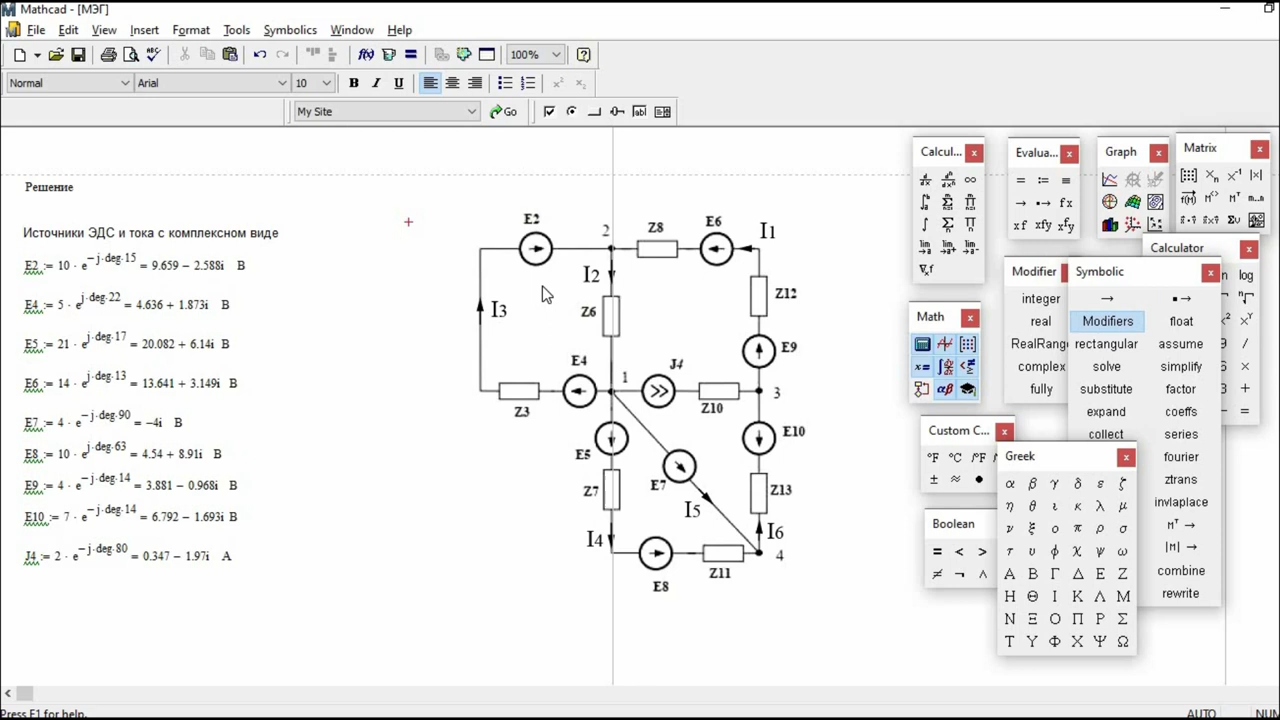 Mathcad - [МЭГ]
File Edit View Insert Format Tools Symbolics Window Help
100%
Normal Arial 10 B I U
My Site Go
Решение
Источники ЭДС и тока с комплексном виде
E2 := 10 · e^-j·deg·15 = 9.659 − 2.588i В
E4 := 5 · e^j·deg·22 = 4.636 + 1.873i В
E5 := 21 · e^j·deg·17 = 20.082 + 6.14i В
E6 := 14 · e^j·deg·13 = 13.641 + 3.149i В
E7 := 4 · e^-j·deg·90 = −4i В
E8 := 10 · e^j·deg·63 = 4.54 + 8.91i В
E9 := 4 · e^-j·deg·14 = 3.881 − 0.968i В
E10 := 7 · e^-j·deg·14 = 6.792 − 1.693i В
J4 := 2 · e^-j·deg·80 = 0.347 − 1.97i А
E2 2 Z8 E6 I1
I2
I3 Z6 Z12
E4 1 J4 E9
Z3 Z10 3
E5 E10
Z7 E7 Z13
I5
I4 I6
4
E8 Z11
Calcul...
Evalua...
Graph
Matrix
Calculator
Modifier
integer
real
RealRang
complex
fully
Symbolic
Modifiers float
rectangular assume
solve simplify
substitute factor
expand coeffs
collect series
fourier
ztrans
invlaplace
combine
rewrite
Math
Custom C...
°F °C /F
± ≈ ●
Boolean
= < >
≠ ¬ ∧
Greek
α β γ δ ε ζ
η θ ι κ λ μ
ν ξ ο π ρ σ
τ υ φ χ ψ ω
Α Β Γ Δ Ε Ζ
Η Θ Ι Κ Λ Μ
Ν Ξ Ο Π Ρ Σ
Τ Υ Φ Χ Ψ Ω
Press F1 for help.
AUTO NUM